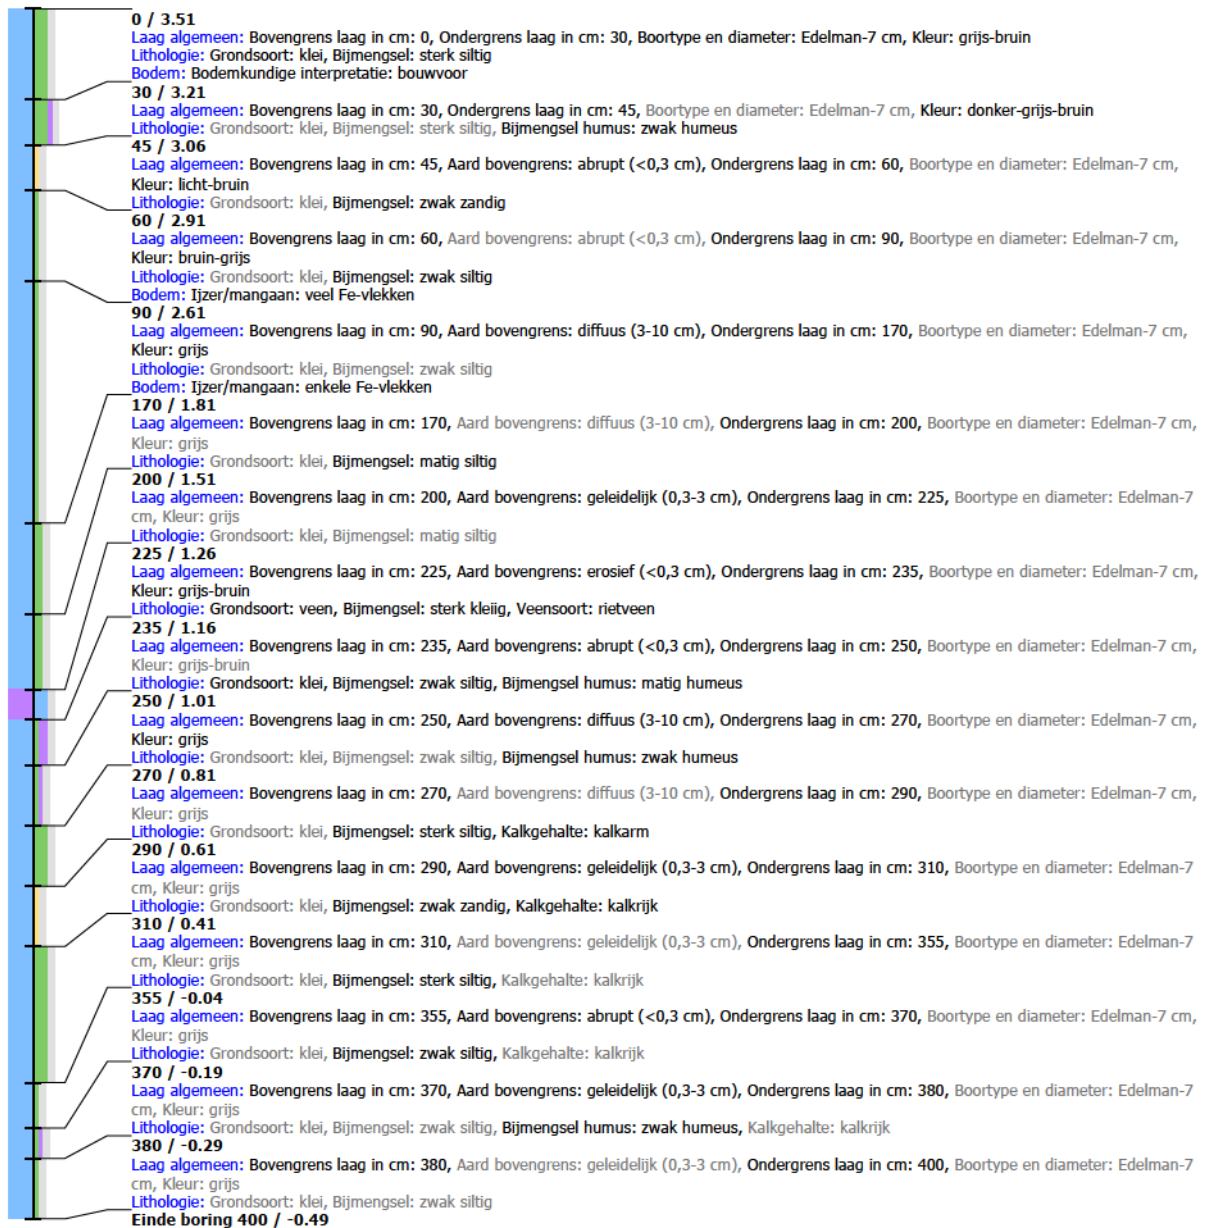 0 / 3.51
Laag algemeen: Bovengrens laag in cm: 0, Ondergrens laag in cm: 30, Boortype en diameter: Edelman-7 cm, Kleur: grijs-bruin
Lithologie: Grondsoort: klei, Bijmengsel: sterk siltig
Bodem: Bodemkundige interpretatie: bouwvoor
30 / 3.21
Laag algemeen: Bovengrens laag in cm: 30, Ondergrens laag in cm: 45, Boortype en diameter: Edelman-7 cm, Kleur: donker-grijs-bruin
Lithologie: Grondsoort: klei, Bijmengsel: sterk siltig, Bijmengsel humus: zwak humeus
45 / 3.06
Laag algemeen: Bovengrens laag in cm: 45, Aard bovengrens: abrupt (<0,3 cm), Ondergrens laag in cm: 60, Boortype en diameter: Edelman-7 cm,
Kleur: licht-bruin
Lithologie: Grondsoort: klei, Bijmengsel: zwak zandig
60 / 2.91
Laag algemeen: Bovengrens laag in cm: 60, Aard bovengrens: abrupt (<0,3 cm), Ondergrens laag in cm: 90, Boortype en diameter: Edelman-7 cm,
Kleur: bruin-grijs
Lithologie: Grondsoort: klei, Bijmengsel: zwak siltig
Bodem: Ijzer/mangaan: veel Fe-vlekken
90 / 2.61
Laag algemeen: Bovengrens laag in cm: 90, Aard bovengrens: diffuus (3-10 cm), Ondergrens laag in cm: 170, Boortype en diameter: Edelman-7 cm,
Kleur: grijs
Lithologie: Grondsoort: klei, Bijmengsel: zwak siltig
Bodem: Ijzer/mangaan: enkele Fe-vlekken
170 / 1.81
Laag algemeen: Bovengrens laag in cm: 170, Aard bovengrens: diffuus (3-10 cm), Ondergrens laag in cm: 200, Boortype en diameter: Edelman-7 cm,
Kleur: grijs
Lithologie: Grondsoort: klei, Bijmengsel: matig siltig
200 / 1.51
Laag algemeen: Bovengrens laag in cm: 200, Aard bovengrens: geleidelijk (0,3-3 cm), Ondergrens laag in cm: 225, Boortype en diameter: Edelman-7
cm, Kleur: grijs
Lithologie: Grondsoort: klei, Bijmengsel: matig siltig
225 / 1.26
Laag algemeen: Bovengrens laag in cm: 225, Aard bovengrens: erosief (<0,3 cm), Ondergrens laag in cm: 235, Boortype en diameter: Edelman-7 cm,
Kleur: grijs-bruin
Lithologie: Grondsoort: veen, Bijmengsel: sterk kleiig, Veensoort: rietveen
235 / 1.16
Laag algemeen: Bovengrens laag in cm: 235, Aard bovengrens: abrupt (<0,3 cm), Ondergrens laag in cm: 250, Boortype en diameter: Edelman-7 cm,
Kleur: grijs-bruin
Lithologie: Grondsoort: klei, Bijmengsel: zwak siltig, Bijmengsel humus: matig humeus
250 / 1.01
Laag algemeen: Bovengrens laag in cm: 250, Aard bovengrens: diffuus (3-10 cm), Ondergrens laag in cm: 270, Boortype en diameter: Edelman-7 cm,
Kleur: grijs
Lithologie: Grondsoort: klei, Bijmengsel: zwak siltig, Bijmengsel humus: zwak humeus
270 / 0.81
Laag algemeen: Bovengrens laag in cm: 270, Aard bovengrens: diffuus (3-10 cm), Ondergrens laag in cm: 290, Boortype en diameter: Edelman-7 cm,
Kleur: grijs
Lithologie: Grondsoort: klei, Bijmengsel: sterk siltig, Kalkgehalte: kalkarm
290 / 0.61
Laag algemeen: Bovengrens laag in cm: 290, Aard bovengrens: geleidelijk (0,3-3 cm), Ondergrens laag in cm: 310, Boortype en diameter: Edelman-7
cm, Kleur: grijs
Lithologie: Grondsoort: klei, Bijmengsel: zwak zandig, Kalkgehalte: kalkrijk
310 / 0.41
Laag algemeen: Bovengrens laag in cm: 310, Aard bovengrens: geleidelijk (0,3-3 cm), Ondergrens laag in cm: 355, Boortype en diameter: Edelman-7
cm, Kleur: grijs
Lithologie: Grondsoort: klei, Bijmengsel: sterk siltig, Kalkgehalte: kalkrijk
355 / -0.04
Laag algemeen: Bovengrens laag in cm: 355, Aard bovengrens: abrupt (<0,3 cm), Ondergrens laag in cm: 370, Boortype en diameter: Edelman-7 cm,
Kleur: grijs
Lithologie: Grondsoort: klei, Bijmengsel: zwak siltig, Kalkgehalte: kalkrijk
370 / -0.19
Laag algemeen: Bovengrens laag in cm: 370, Aard bovengrens: geleidelijk (0,3-3 cm), Ondergrens laag in cm: 380, Boortype en diameter: Edelman-7
cm, Kleur: grijs
Lithologie: Grondsoort: klei, Bijmengsel: zwak siltig, Bijmengsel humus: zwak humeus, Kalkgehalte: kalkrijk
380 / -0.29
Laag algemeen: Bovengrens laag in cm: 380, Aard bovengrens: geleidelijk (0,3-3 cm), Ondergrens laag in cm: 400, Boortype en diameter: Edelman-7
cm, Kleur: grijs
Lithologie: Grondsoort: klei, Bijmengsel: zwak siltig
Einde boring 400 / -0.49